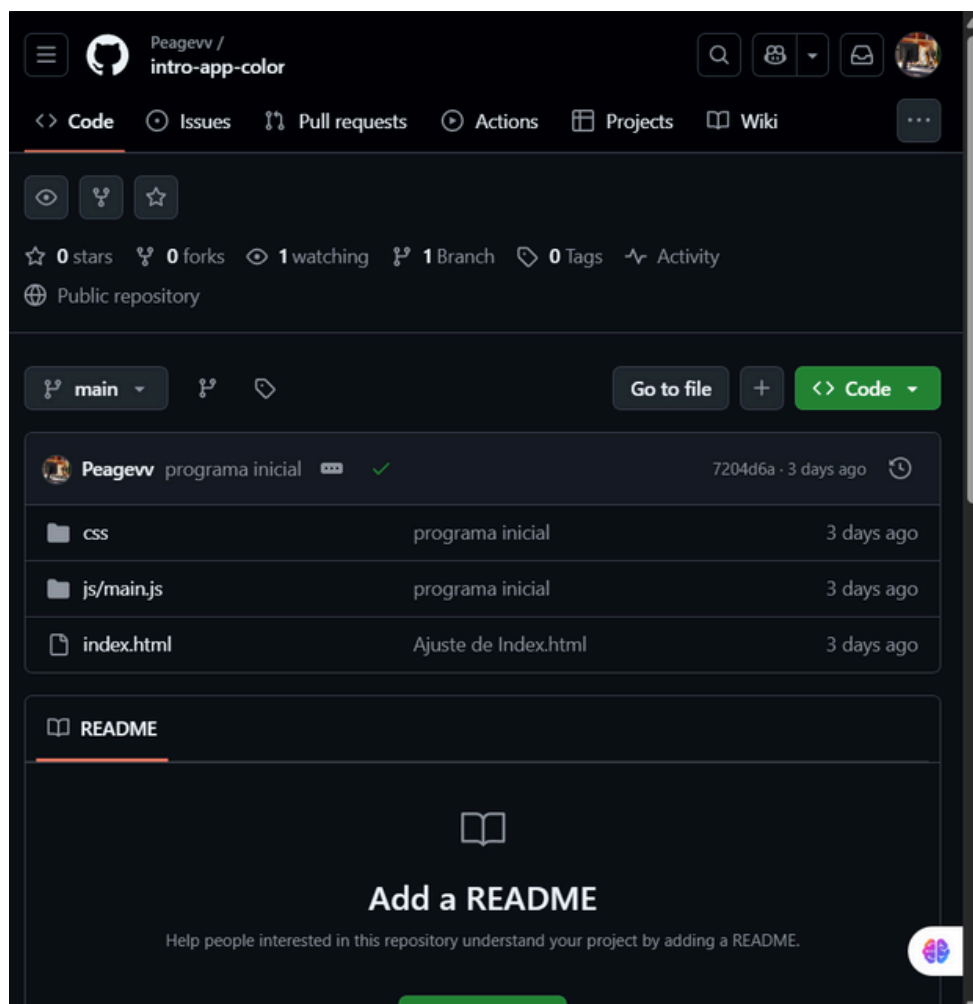 Peagevv /
intro-app-color
Code Issues Pull requests Actions Projects Wiki
0 stars 0 forks 1 watching 1 Branch 0 Tags Activity
Public repository
main Go to file Code
Peagevv programa inicial 7204d6a · 3 days ago
css programa inicial 3 days ago
js/main.js programa inicial 3 days ago
index.html Ajuste de Index.html 3 days ago
README
Add a README
Help people interested in this repository understand your project by adding a README.